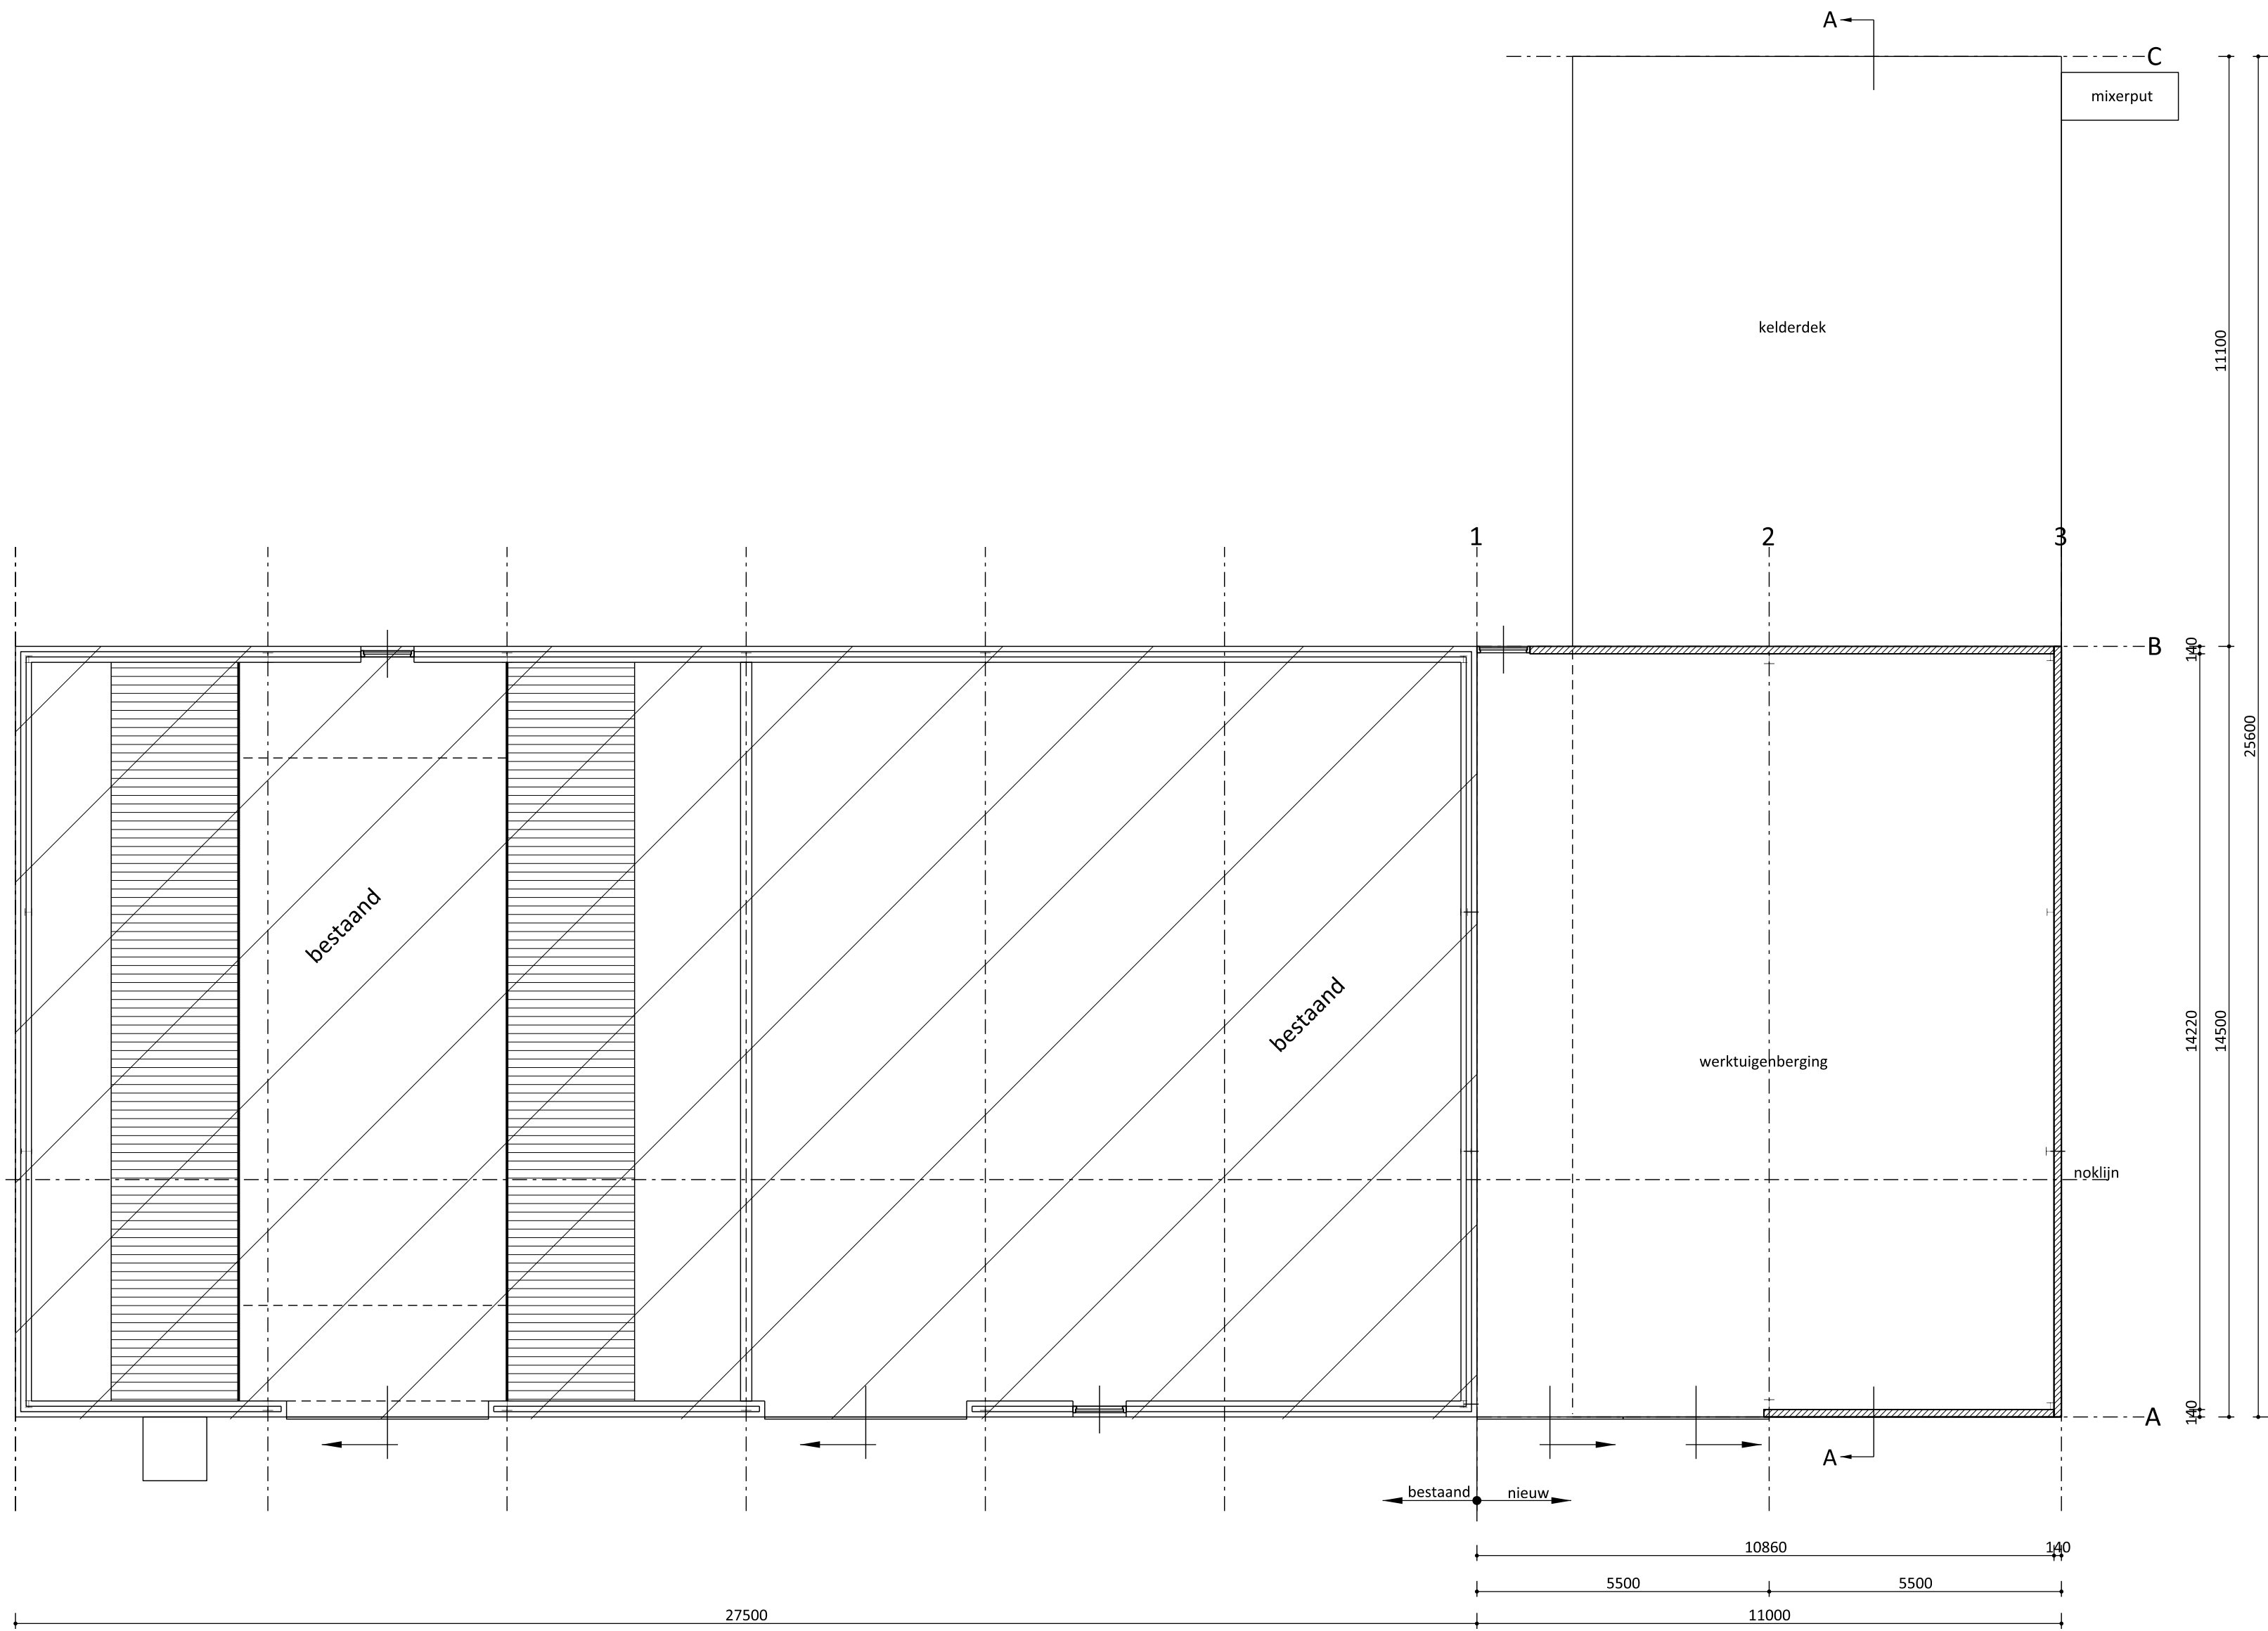 A
C
mixerput
kelderdek
11100
1
2
3
B
140
25600
bestaand
bestaand
14220
14500
werktuigenberging
noklijn
140
A
A
bestaand
nieuw
10860
140
5500
5500
27500
11000